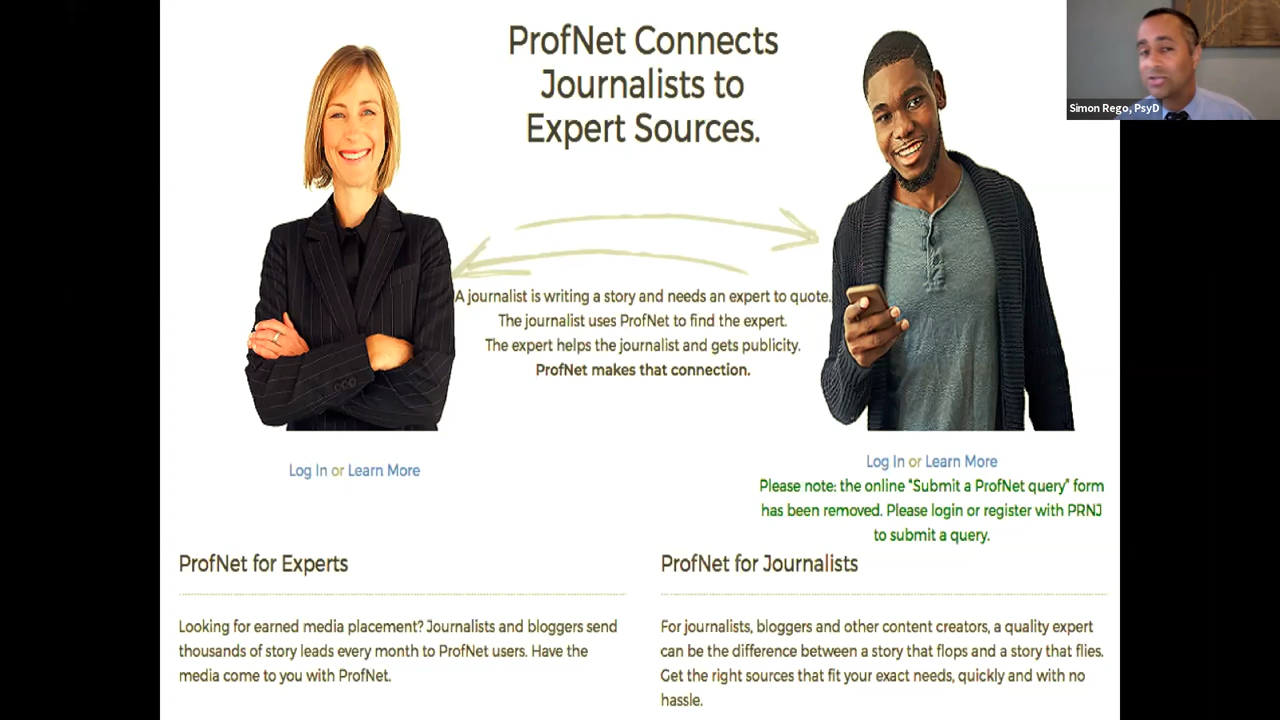 ProfNet Connects
Journalists to
Expert Sources.
Simon Rego, PsyD
A journalist is writing a story and needs an expert to quote.
The journalist uses ProfNet to find the expert.
The expert helps the journalist and gets publicity.
ProfNet makes that connection.
Log In or Learn More
Log In or Learn More
Please note: the online "Submit a ProfNet query" form
has been removed. Please login or register with PRNJ
to submit a query.
ProfNet for Experts
Looking for earned media placement? Journalists and bloggers send
thousands of story leads every month to ProfNet users. Have the
media come to you with ProfNet.
ProfNet for Journalists
For journalists, bloggers and other content creators, a quality expert
can be the difference between a story that flops and a story that flies.
Get the right sources that fit your exact needs, quickly and with no
hassle.